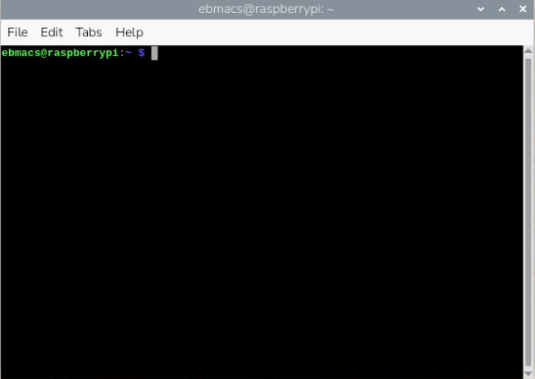 ebmacs@raspberrypi: ~
File Edit Tabs Help
ebmacs@raspberrypi:~ $